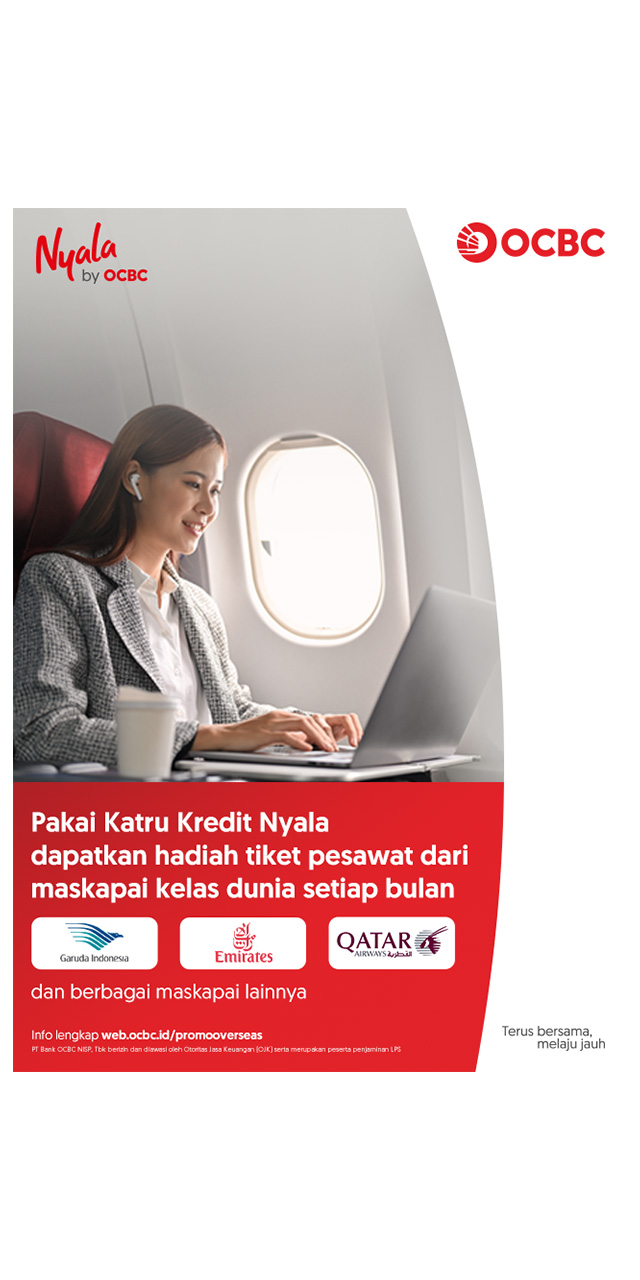 Nyala
by OCBC
OCBC
Pakai Katru Kredit Nyala
dapatkan hadiah tiket pesawat dari
maskapai kelas dunia setiap bulan
Garuda Indonesia
Emirates
QATAR
AIRWAYS القطرية
dan berbagai maskapai lainnya
Info lengkap web.ocbc.id/promooverseas
PT Bank OCBC NISP, Tbk berizin dan diawasi oleh Otoritas Jasa Keuangan (OJK) serta merupakan peserta penjaminan LPS
Terus bersama,
melaju jauh